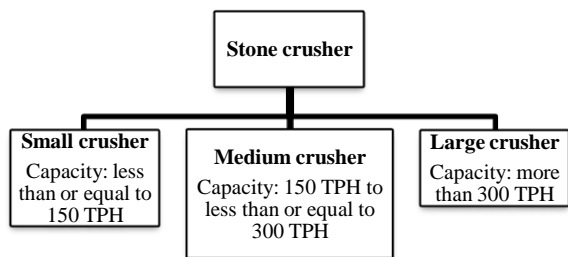 Stone crusher
Small crusher
Capacity: less
than or equal to
150 TPH
Medium crusher
Capacity: 150 TPH to
less than or equal to
300 TPH
Large crusher
Capacity: more
than 300 TPH